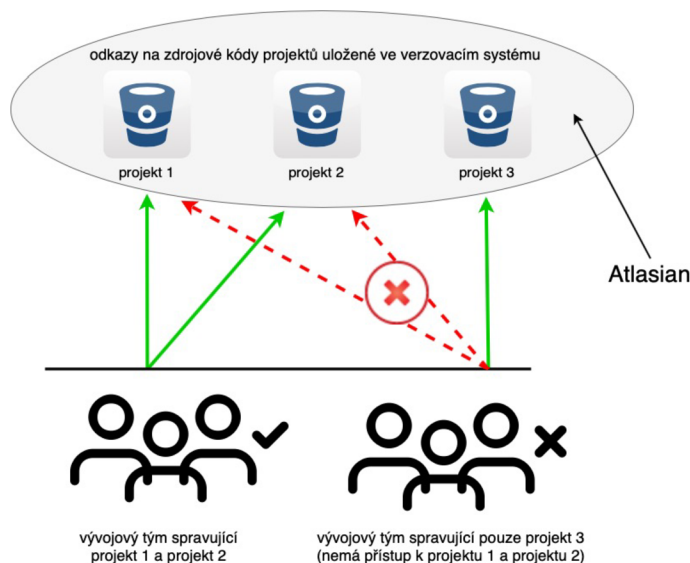 odkazy na zdrojové kódy projektů uložené ve verzovacím systému
projekt 1
projekt 2
projekt 3
Atlasian
vývojový tým spravující
projekt 1 a projekt 2
vývojový tým spravující pouze projekt 3
(nemá přístup k projektu 1 a projektu 2)